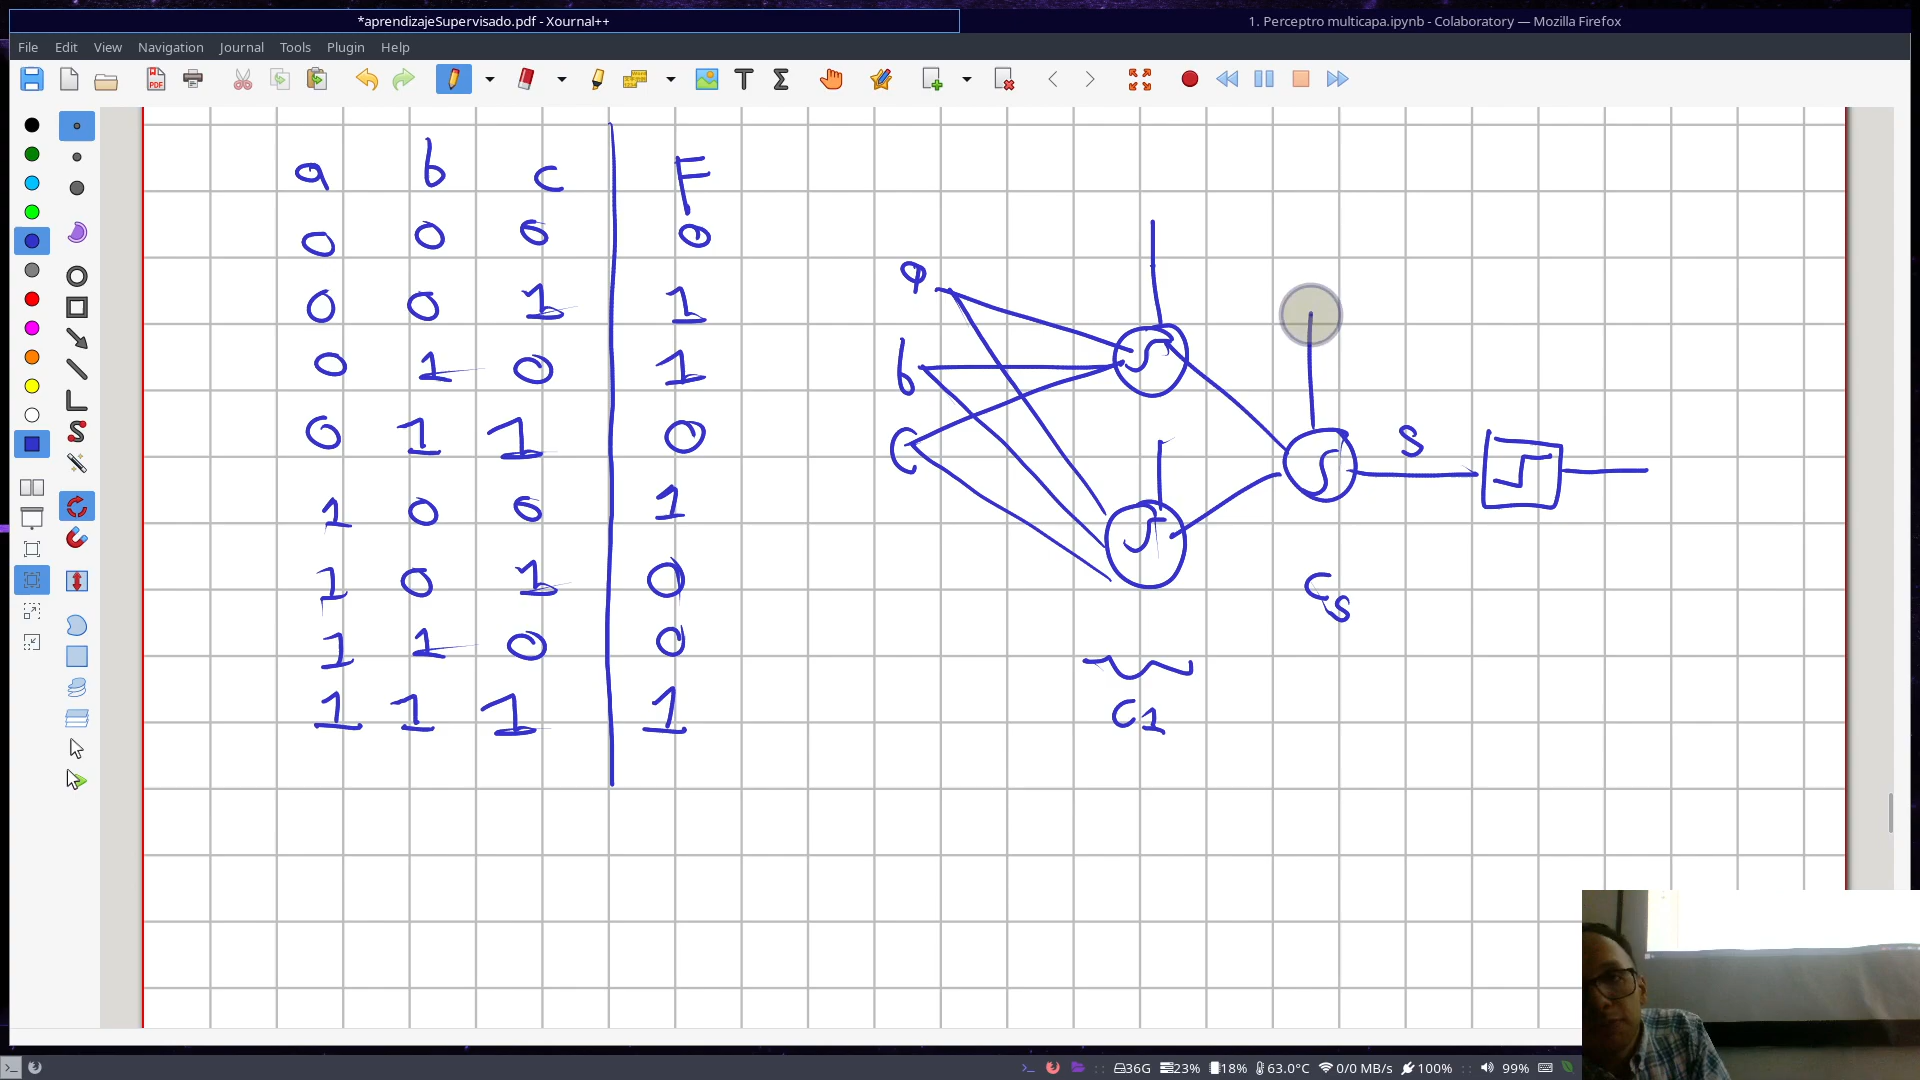 *aprendizajeSupervisado.pdf - Xournal++
1. Perceptro multicapa.ipynb - Colaboratory — Mozilla Firefox
File Edit View Navigation Journal Tools Plugin Help
a b c F
0 0 0 0
0 0 1 1
0 1 0 1
0 1 1 0
1 0 0 1
1 0 1 0
1 1 0 0
1 1 1 1
a
b
c
s
Cs
C1
36G 23% 18% 63.0°C 0/0 MB/s 100% 99%